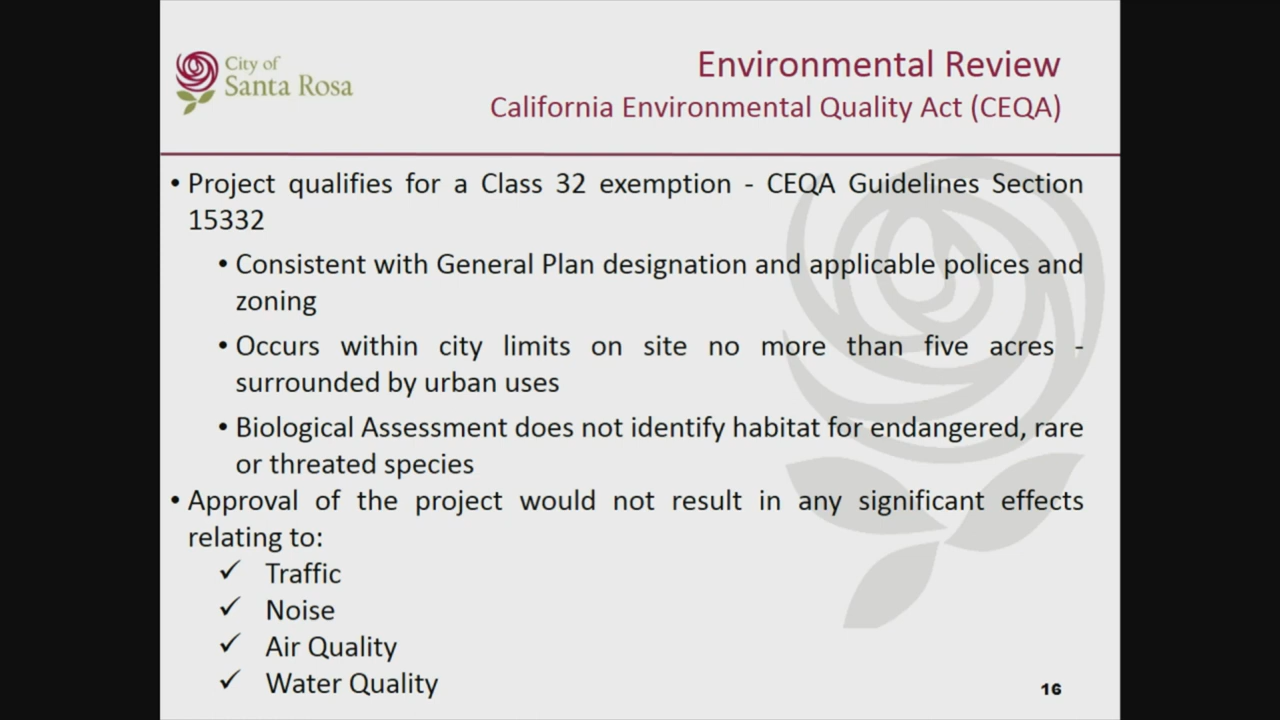 City of
Santa Rosa
Environmental Review
California Environmental Quality Act (CEQA)
• Project qualifies for a Class 32 exemption - CEQA Guidelines Section
15332
• Consistent with General Plan designation and applicable polices and
zoning
• Occurs within city limits on site no more than five acres -
surrounded by urban uses
• Biological Assessment does not identify habitat for endangered, rare
or threated species
• Approval of the project would not result in any significant effects
relating to:
✓ Traffic
✓ Noise
✓ Air Quality
✓ Water Quality
16